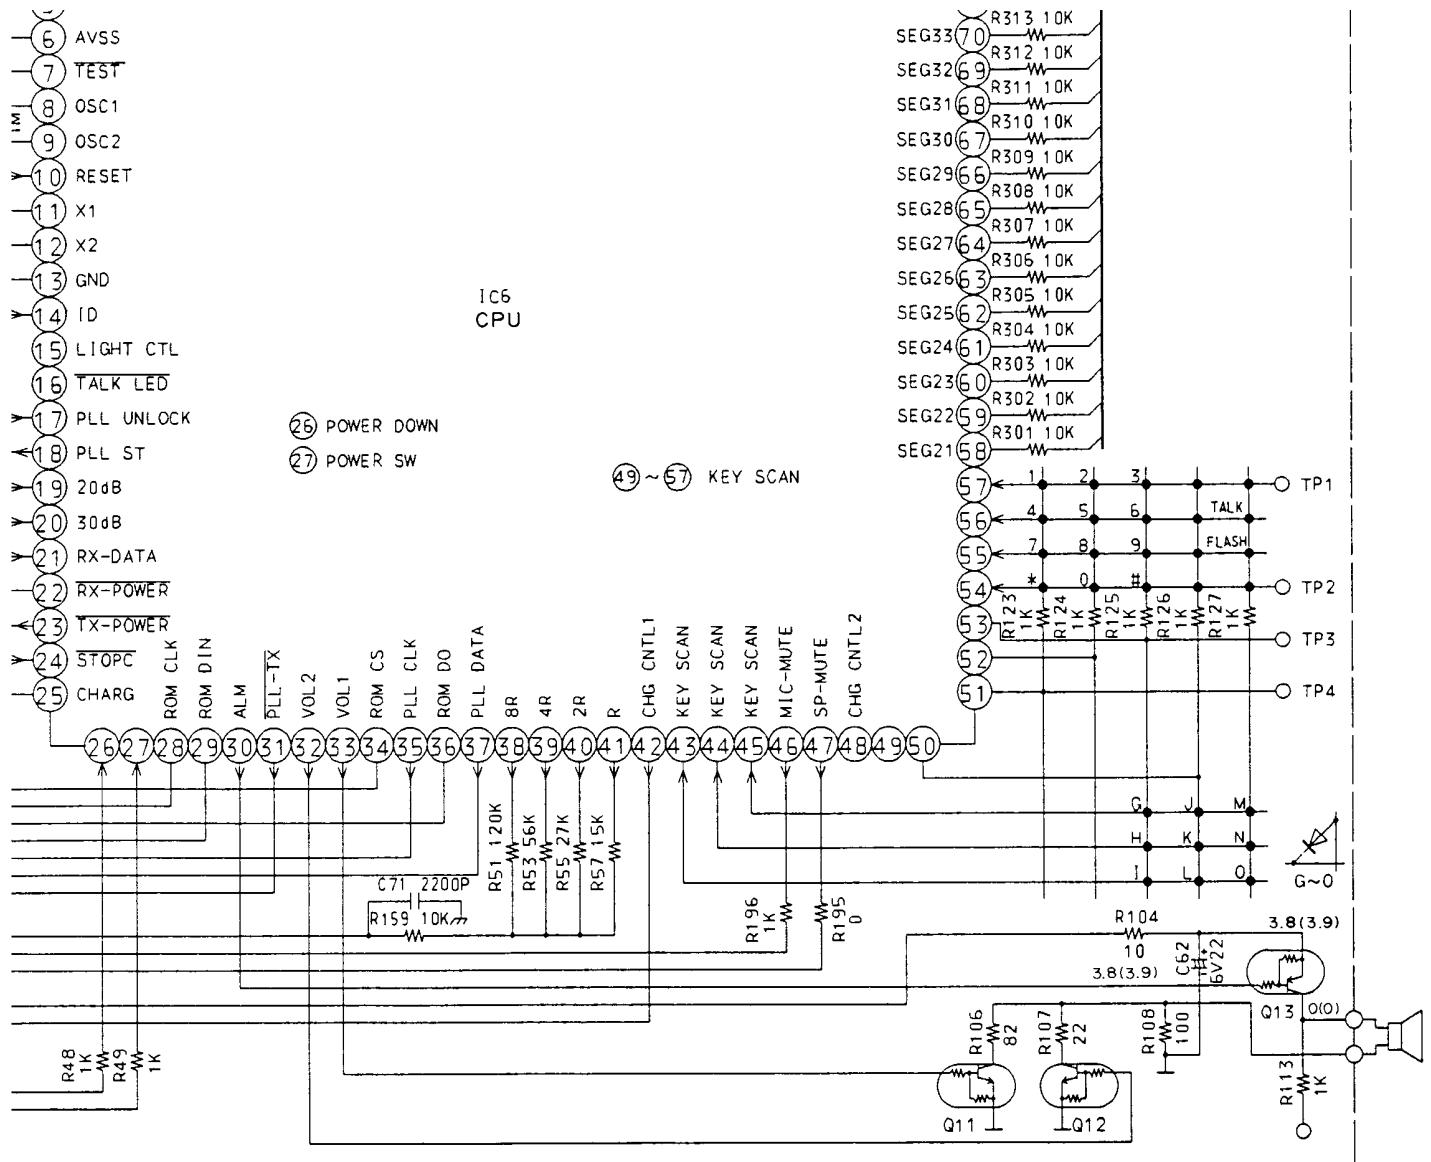 6 AVSS
7 TEST
8 OSC1
1M
9 OSC2
10 RESET
11 X1
12 X2
13 GND
14 ID
15 LIGHT CTL
16 TALK LED
17 PLL UNLOCK
18 PLL ST
19 20dB
20 30dB
21 RX-DATA
22 RX-POWER
23 TX-POWER
24 STOPC
25 CHARG
IC6
CPU
26 POWER DOWN
27 POWER SW
49 ~ 57 KEY SCAN
R313 10K
SEG33 70
R312 10K
SEG32 69
R311 10K
SEG31 68
R310 10K
SEG30 67
R309 10K
SEG29 66
R308 10K
SEG28 65
R307 10K
SEG27 64
R306 10K
SEG26 63
R305 10K
SEG25 62
R304 10K
SEG24 61
R303 10K
SEG23 60
R302 10K
SEG22 59
R301 10K
SEG21 58
57 1 2 3 TP1
56 4 5 6 TALK
55 7 8 9 FLASH
54 * 0 # TP2
R123 1K
R124 1K
R125 1K
R126 1K
R127 1K
53 TP3
52
51 TP4
ROM CLK
ROM DIN
ALM
PLL-TX
VOL2
VOL1
ROM CS
PLL CLK
ROM DO
PLL DATA
8R
4R
2R
R
CHG CNTL1
KEY SCAN
KEY SCAN
KEY SCAN
MIC-MUTE
SP-MUTE
CHG CNTL2
26 27 28 29 30 31 32 33 34 35 36 37 38 39 40 41 42 43 44 45 46 47 48 49 50
G J M
H K N
I L O
G~O
R51 120K
R53 56K
R55 27K
R57 15K
C71 2200P
R159 10K
R196 1K
R195 0
R104
10
C62
6V22
+
3.8(3.9)
3.8(3.9)
Q13 0(0)
R106 82
R107 22
R108 100
R48 1K
R49 1K
R113 1K
Q11
Q12